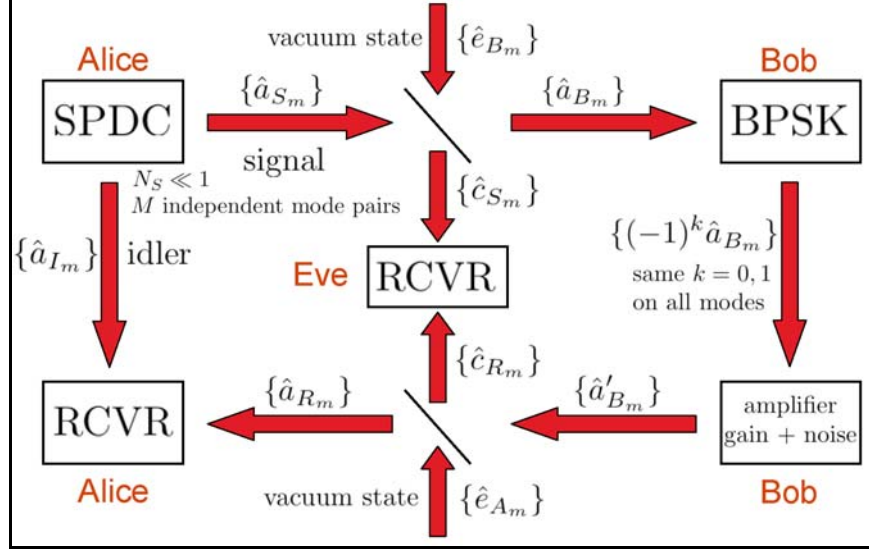 vacuum state {ê_{B_m}}
Alice
Bob
SPDC
{â_{S_m}}
{â_{B_m}}
BPSK
signal
N_S ≪ 1
M independent mode pairs
{ĉ_{S_m}}
{â_{I_m}} idler
{(-1)^k â_{B_m}}
same k = 0, 1
on all modes
Eve RCVR
{ĉ_{R_m}}
{â_{R_m}}
{â′_{B_m}}
RCVR
amplifier
gain + noise
Alice
Bob
vacuum state {ê_{A_m}}